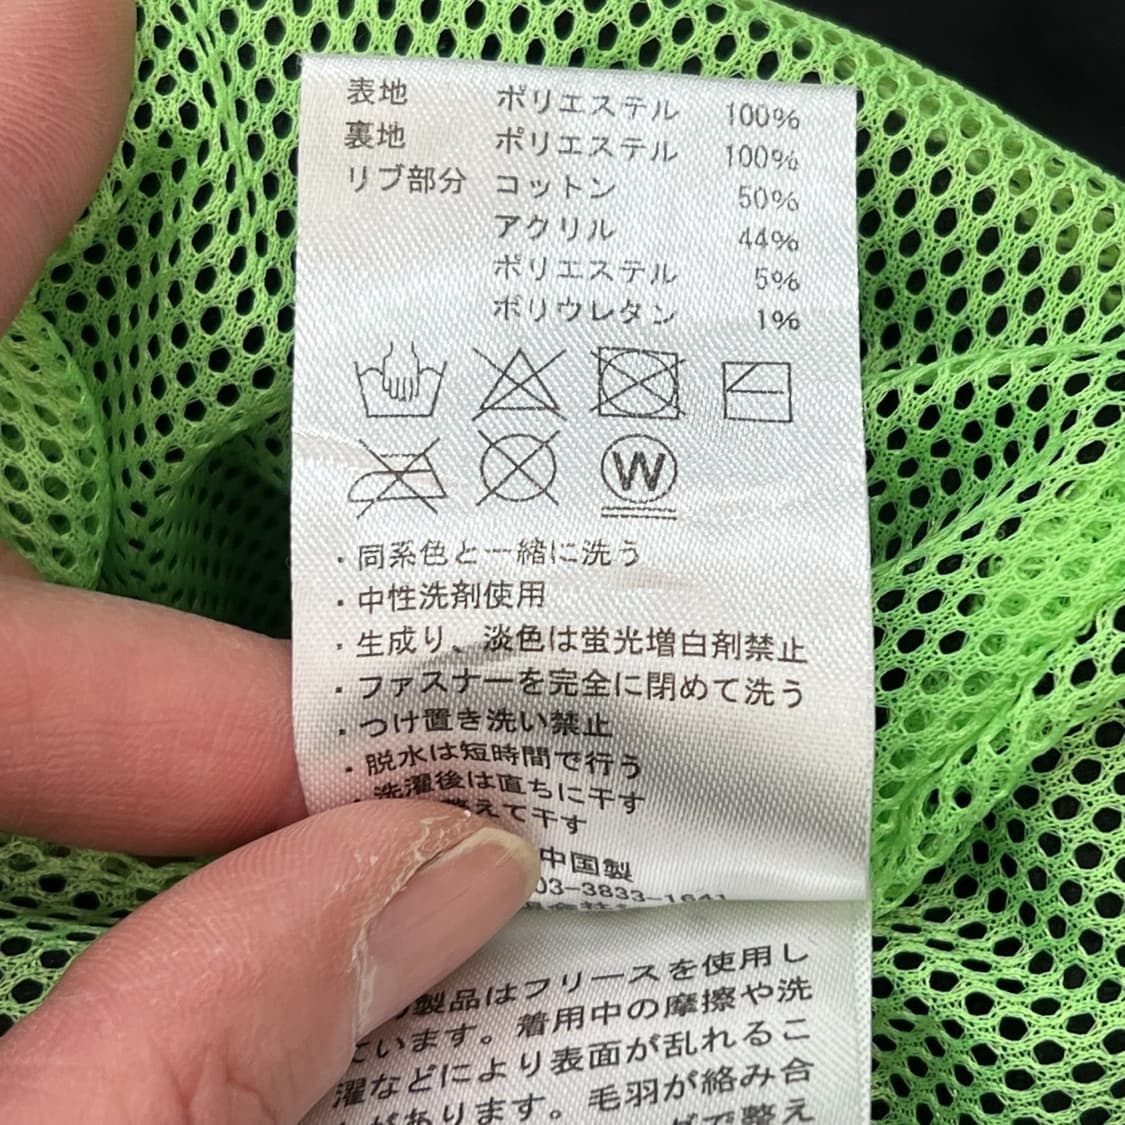 表地 ポリエステル 100%
裏地 ポリエステル 100%
リブ部分 コットン 50%
アクリル 44%
ポリエステル 5%
ポリウレタン 1%
W
・同系色と一緒に洗う
・中性洗剤使用
・生成り、淡色は蛍光増白剤禁止
・ファスナーを完全に閉めて洗う
・つけ置き洗い禁止
・脱水は短時間で行う
・洗濯後は直ちに干す
整えて干す
中国製
03-3833-1641
製品はフリースを使用し
ています。着用中の摩擦や洗
濯などにより表面が乱れるこ
があります。毛羽が絡み合
で整え